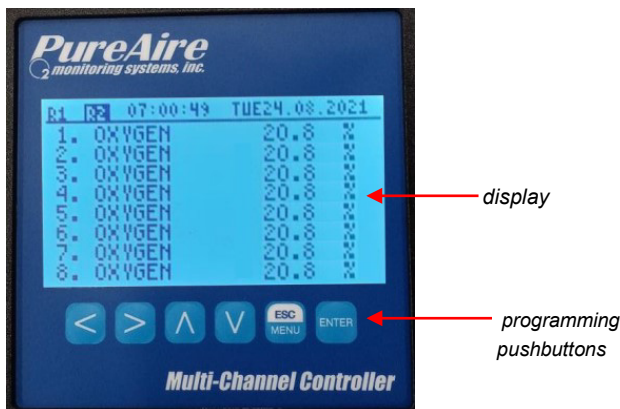 PureAire
O2 monitoring systems, inc.
R1 R2 07:00:49 TUE24.08.2021
1. OXYGEN 20.8 %
2. OXYGEN 20.8 %
3. OXYGEN 20.8 %
4. OXYGEN 20.8 %
5. OXYGEN 20.8 %
6. OXYGEN 20.8 %
7. OXYGEN 20.8 %
8. OXYGEN 20.8 %
display
< > Λ V ESC MENU ENTER
programming
pushbuttons
Multi-Channel Controller